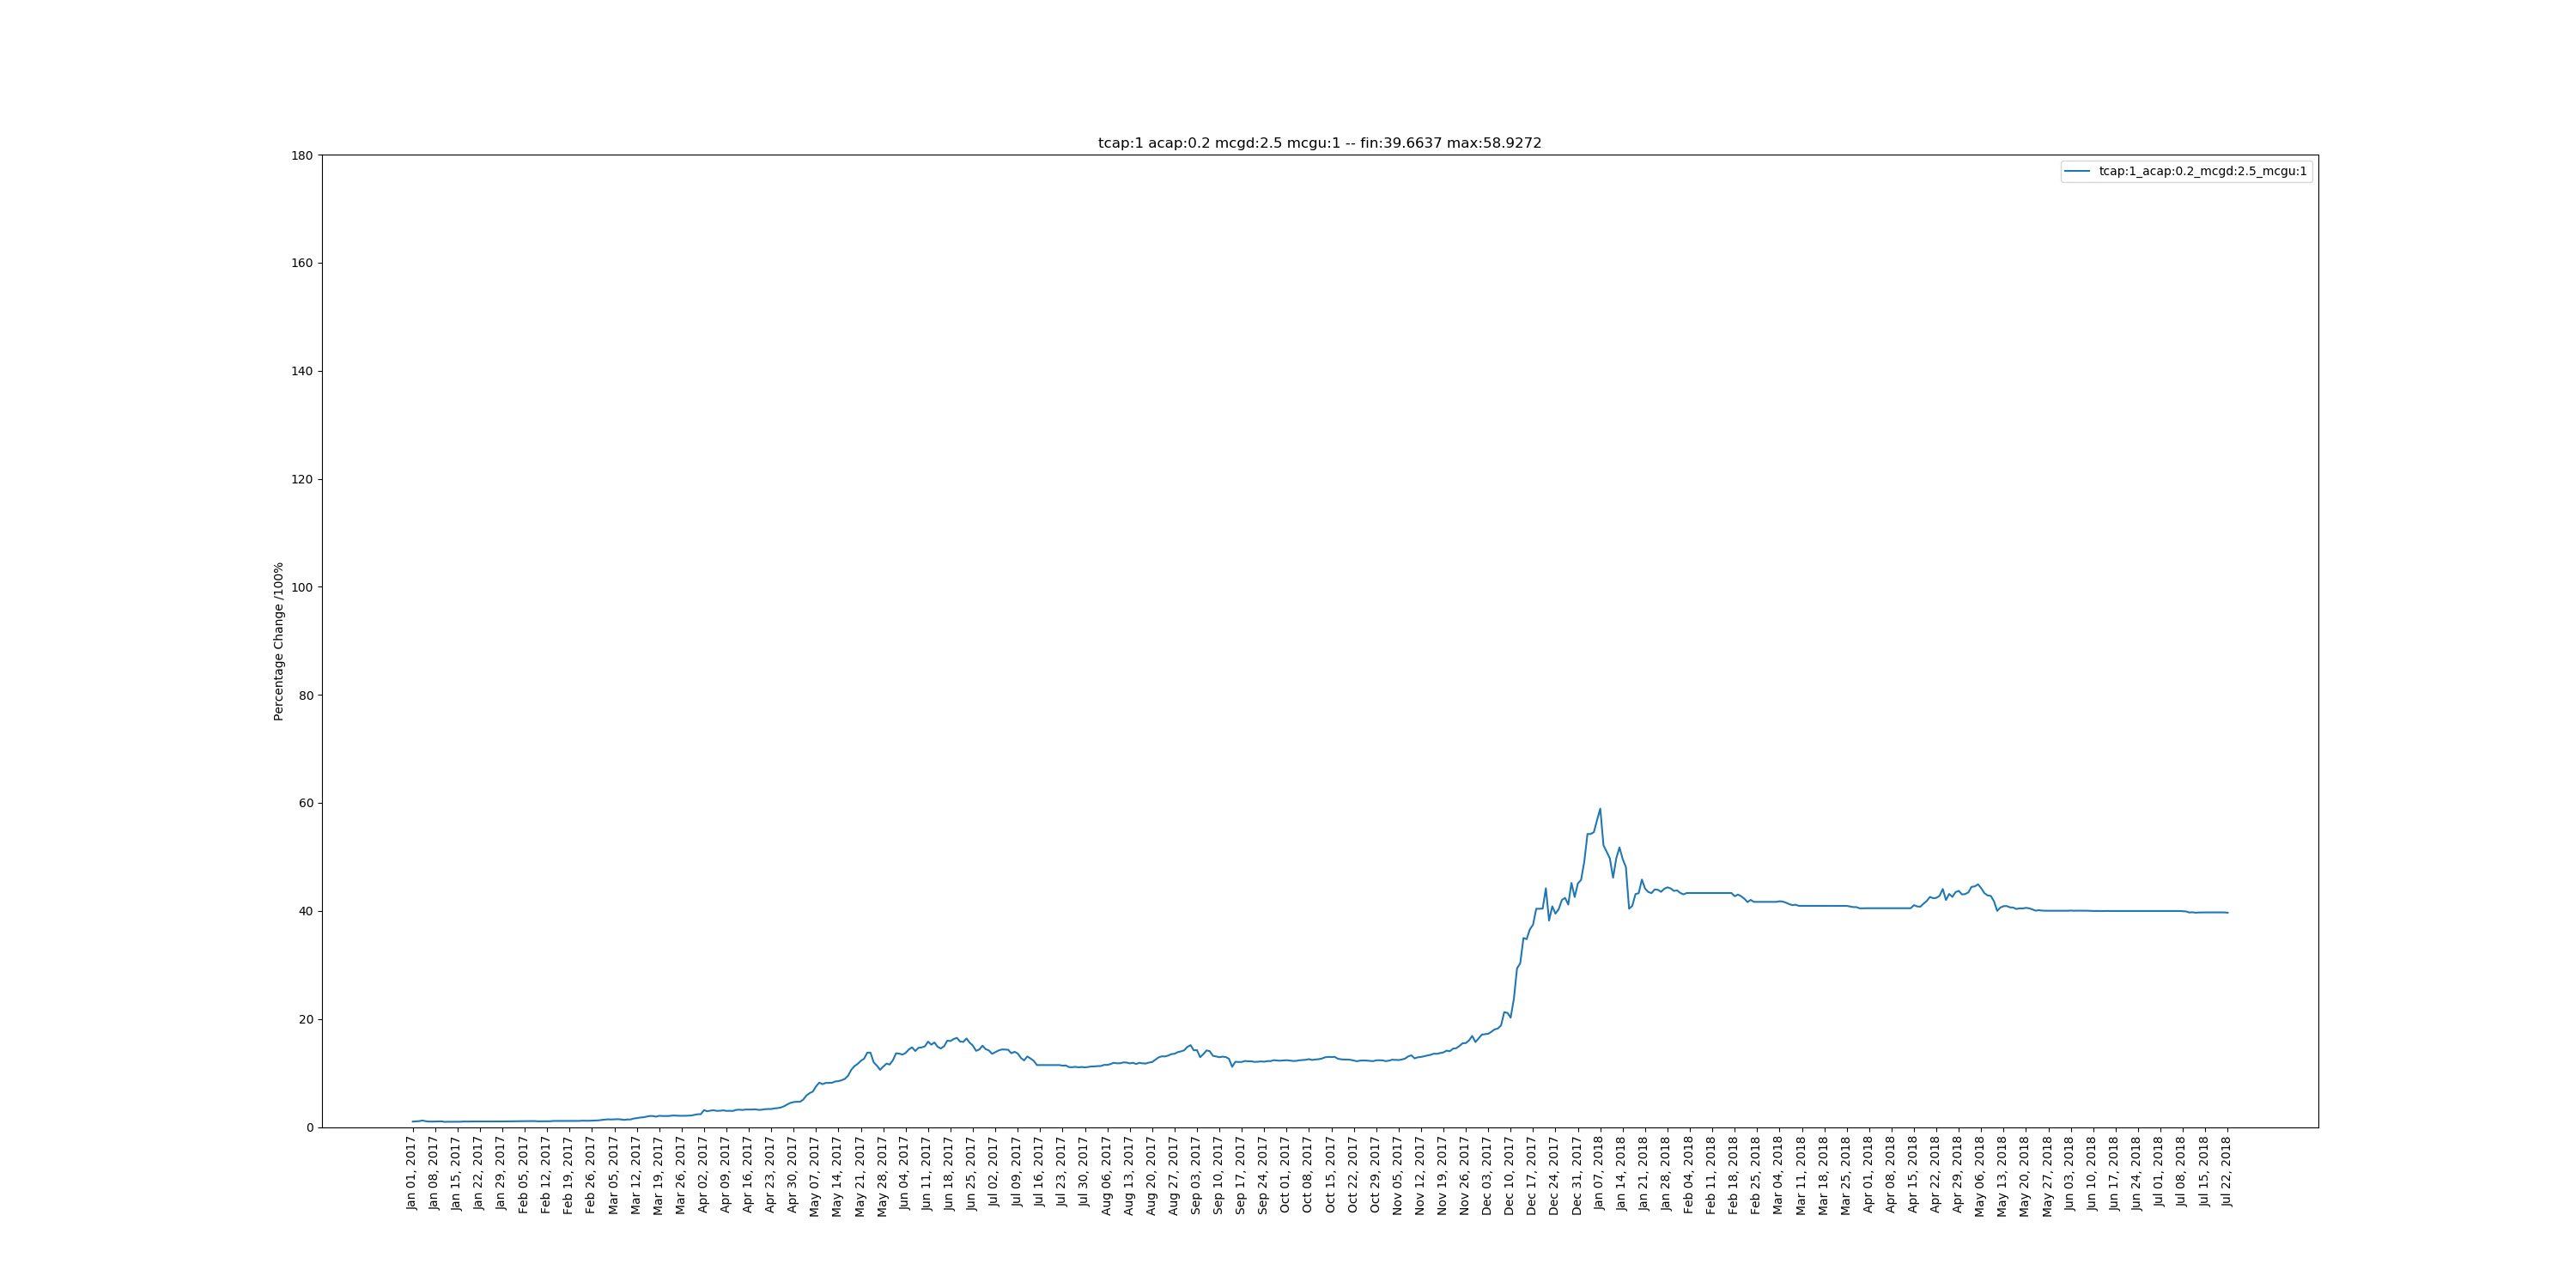 tcap:1 acap:0.2 mcgd:2.5 mcgu:1 -- fin:39.6637 max:58.9272
tcap:1_acap:0.2_mcgd:2.5_mcgu:1
Percentage Change /100%
180
160
140
120
100
80
60
40
20
0
Jan 01, 2017
Jan 08, 2017
Jan 15, 2017
Jan 22, 2017
Jan 29, 2017
Feb 05, 2017
Feb 12, 2017
Feb 19, 2017
Feb 26, 2017
Mar 05, 2017
Mar 12, 2017
Mar 19, 2017
Mar 26, 2017
Apr 02, 2017
Apr 09, 2017
Apr 16, 2017
Apr 23, 2017
Apr 30, 2017
May 07, 2017
May 14, 2017
May 21, 2017
May 28, 2017
Jun 04, 2017
Jun 11, 2017
Jun 18, 2017
Jun 25, 2017
Jul 02, 2017
Jul 09, 2017
Jul 16, 2017
Jul 23, 2017
Jul 30, 2017
Aug 06, 2017
Aug 13, 2017
Aug 20, 2017
Aug 27, 2017
Sep 03, 2017
Sep 10, 2017
Sep 17, 2017
Sep 24, 2017
Oct 01, 2017
Oct 08, 2017
Oct 15, 2017
Oct 22, 2017
Oct 29, 2017
Nov 05, 2017
Nov 12, 2017
Nov 19, 2017
Nov 26, 2017
Dec 03, 2017
Dec 10, 2017
Dec 17, 2017
Dec 24, 2017
Dec 31, 2017
Jan 07, 2018
Jan 14, 2018
Jan 21, 2018
Jan 28, 2018
Feb 04, 2018
Feb 11, 2018
Feb 18, 2018
Feb 25, 2018
Mar 04, 2018
Mar 11, 2018
Mar 18, 2018
Mar 25, 2018
Apr 01, 2018
Apr 08, 2018
Apr 15, 2018
Apr 22, 2018
Apr 29, 2018
May 06, 2018
May 13, 2018
May 20, 2018
May 27, 2018
Jun 03, 2018
Jun 10, 2018
Jun 17, 2018
Jun 24, 2018
Jul 01, 2018
Jul 08, 2018
Jul 15, 2018
Jul 22, 2018